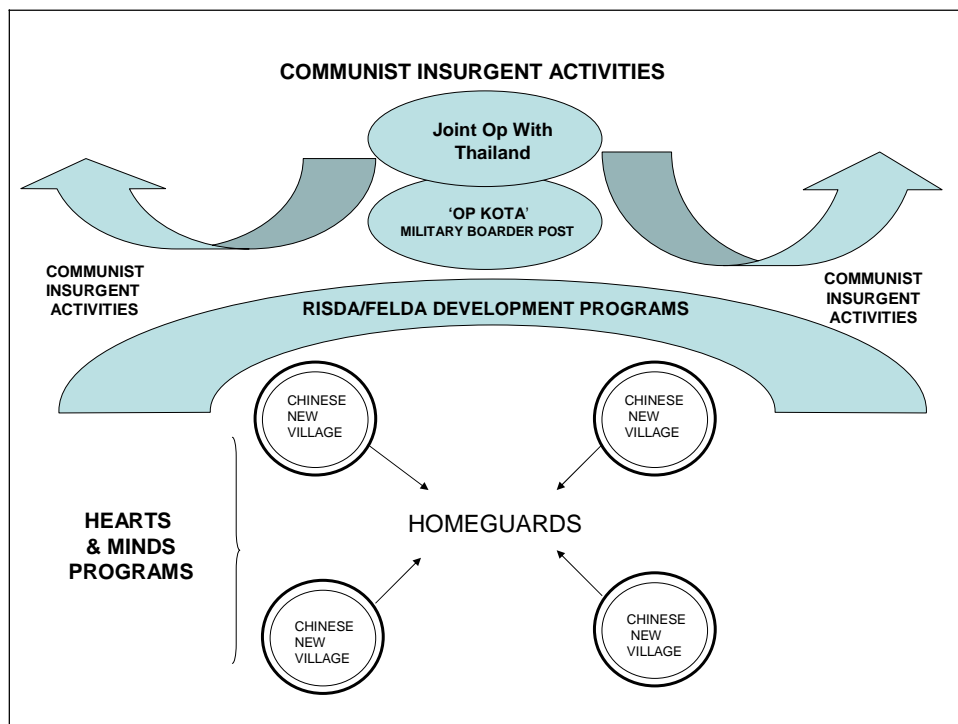 COMMUNIST INSURGENT ACTIVITIES
Joint Op With
Thailand
‘OP KOTA’
MILITARY BOARDER POST
COMMUNIST
INSURGENT
ACTIVITIES
COMMUNIST
INSURGENT
ACTIVITIES
RISDA/FELDA DEVELOPMENT PROGRAMS
CHINESE
NEW
VILLAGE
CHINESE
NEW
VILLAGE
HOMEGUARDS
HEARTS
& MINDS
PROGRAMS
CHINESE
NEW
VILLAGE
CHINESE
NEW
VILLAGE